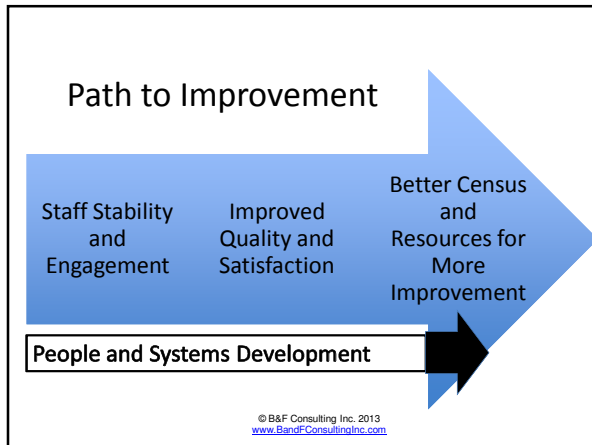 Path to Improvement
Staff Stability
and
Engagement
Improved
Quality and
Satisfaction
Better Census
and
Resources for
More
Improvement
People and Systems Development
© B&F Consulting Inc. 2013
www.BandFConsultingInc.com